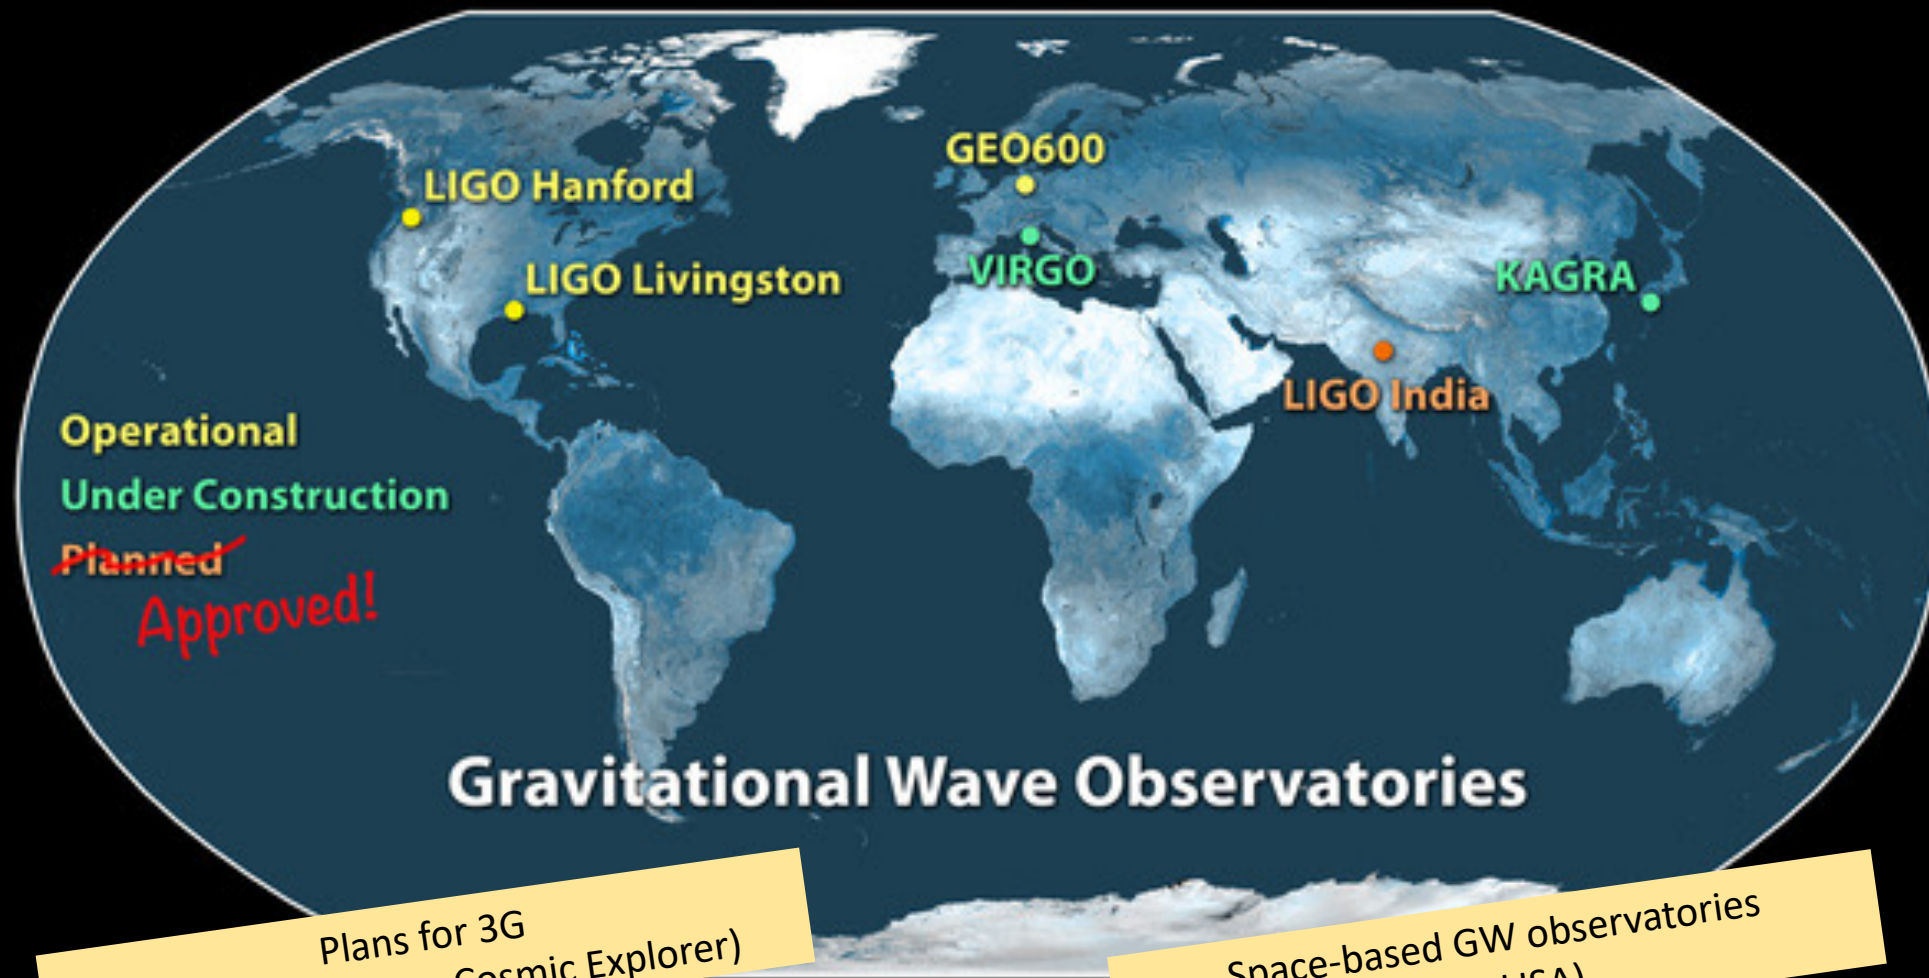 GEO600
LIGO Hanford
VIRGO
LIGO Livingston
KAGRA
LIGO India
Operational
Under Construction
Planned
Approved!
Gravitational Wave Observatories
Plans for 3G
Cosmic Explorer)
Space-based GW observatories